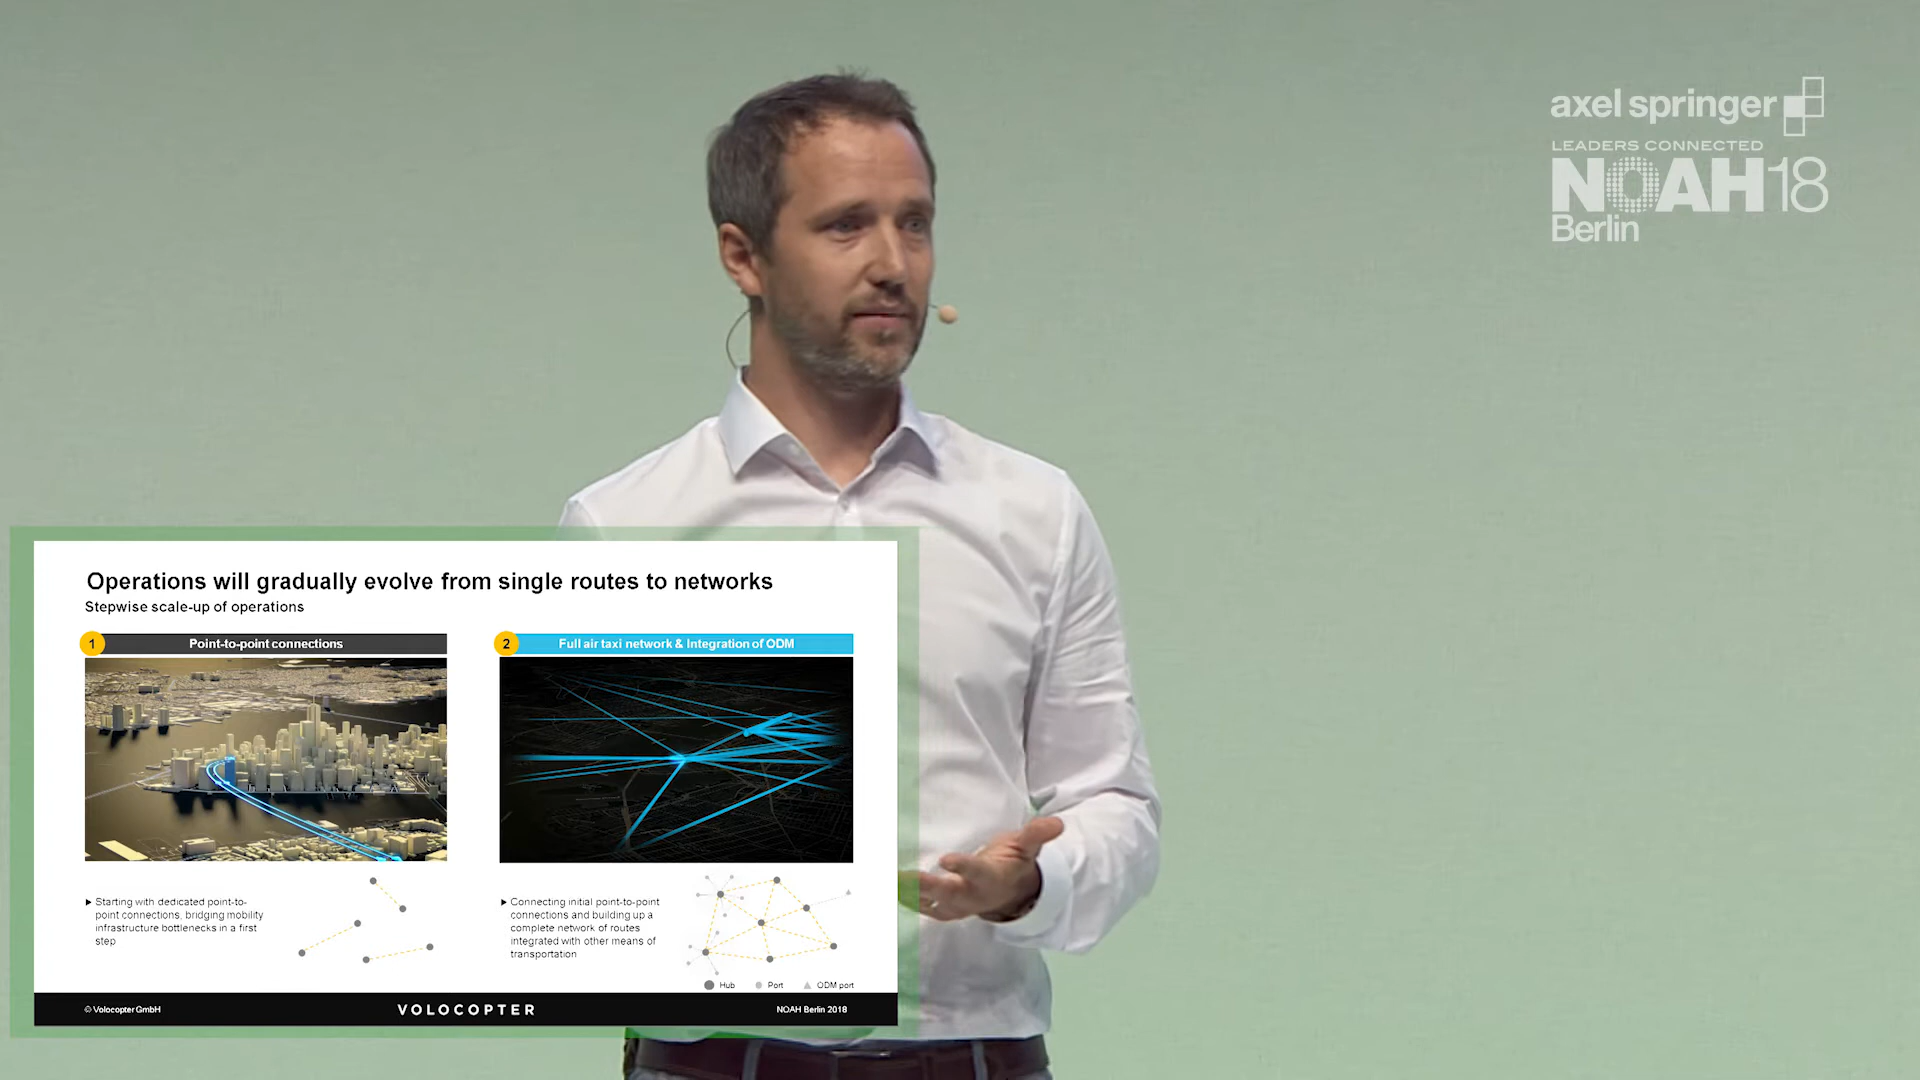 axel springer
LEADERS CONNECTED
NOAH18
Berlin
Operations will gradually evolve from single routes to networks
Stepwise scale-up of operations
1
Point-to-point connections
2
Full air taxi network & Integration of ODM
Starting with dedicated point-to-
point connections, bridging mobility
infrastructure bottlenecks in a first
step
Connecting initial point-to-point
connections and building up a
complete network of routes
integrated with other means of
transportation
Hub
Port
ODM port
© Volocopter GmbH
VOLOCOPTER
NOAH Berlin 2018